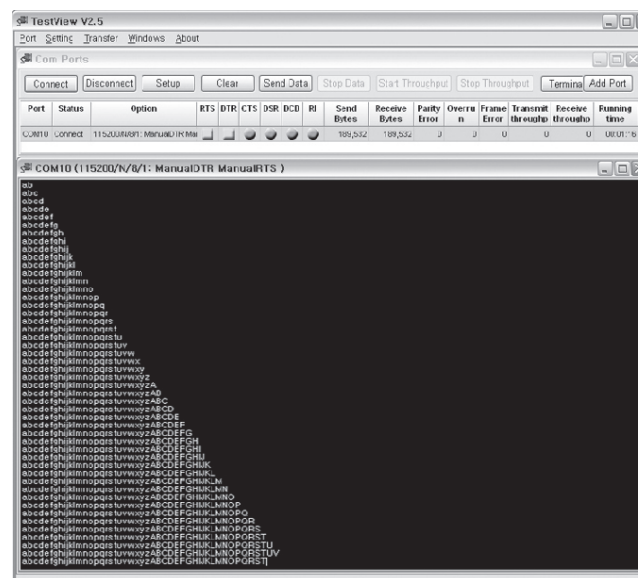 TestView V2.5
Port Setting Transfer Windows About
Com Ports
Connect Disconnect Setup Clear Send Data Stop Data Start Throughput Stop Throughput Termina Add Port
Port Status Option RTS DTR CTS DSR DCD RI Send Bytes Receive Bytes Parity Error Overru n Frame Error Transmit throughp Receive throughp Running time
COM10 Connect 115200/N/8/1: ManualDTR Mai 189,532 189,532 0 0 0 0 0 00:01:16
COM10 (115200/N/8/1: ManualDTR ManualRTS )
ab
abc
abcd
abcde
abcdef
abcdefg
abcdefgh
abcdefghi
abcdefghij
abcdefghijk
abcdefghijkl
abcdefghijklm
abcdefghijklmn
abcdefghijklmno
abcdefghijklmnop
abcdefghijklmnopq
abcdefghijklmnopqr
abcdefghijklmnopqrs
abcdefghijklmnopqrst
abcdefghijklmnopqrstu
abcdefghijklmnopqrstuv
abcdefghijklmnopqrstuvw
abcdefghijklmnopqrstuvwx
abcdefghijklmnopqrstuvwxy
abcdefghijklmnopqrstuvwxyz
abcdefghijklmnopqrstuvwxyzA
abcdefghijklmnopqrstuvwxyzAB
abcdefghijklmnopqrstuvwxyzABC
abcdefghijklmnopqrstuvwxyzABCD
abcdefghijklmnopqrstuvwxyzABCDE
abcdefghijklmnopqrstuvwxyzABCDEF
abcdefghijklmnopqrstuvwxyzABCDEFG
abcdefghijklmnopqrstuvwxyzABCDEFGH
abcdefghijklmnopqrstuvwxyzABCDEFGHI
abcdefghijklmnopqrstuvwxyzABCDEFGHIJ
abcdefghijklmnopqrstuvwxyzABCDEFGHIJK
abcdefghijklmnopqrstuvwxyzABCDEFGHIJKL
abcdefghijklmnopqrstuvwxyzABCDEFGHIJKLM
abcdefghijklmnopqrstuvwxyzABCDEFGHIJKLMN
abcdefghijklmnopqrstuvwxyzABCDEFGHIJKLMNO
abcdefghijklmnopqrstuvwxyzABCDEFGHIJKLMNOP
abcdefghijklmnopqrstuvwxyzABCDEFGHIJKLMNOPQ
abcdefghijklmnopqrstuvwxyzABCDEFGHIJKLMNOPQR
abcdefghijklmnopqrstuvwxyzABCDEFGHIJKLMNOPQRS
abcdefghijklmnopqrstuvwxyzABCDEFGHIJKLMNOPQRST
abcdefghijklmnopqrstuvwxyzABCDEFGHIJKLMNOPQRSTU
abcdefghijklmnopqrstuvwxyzABCDEFGHIJKLMNOPQRSTUV
abcdefghijklmnopqrstuvwxyzABCDEFGHIJKLMNOPQRST